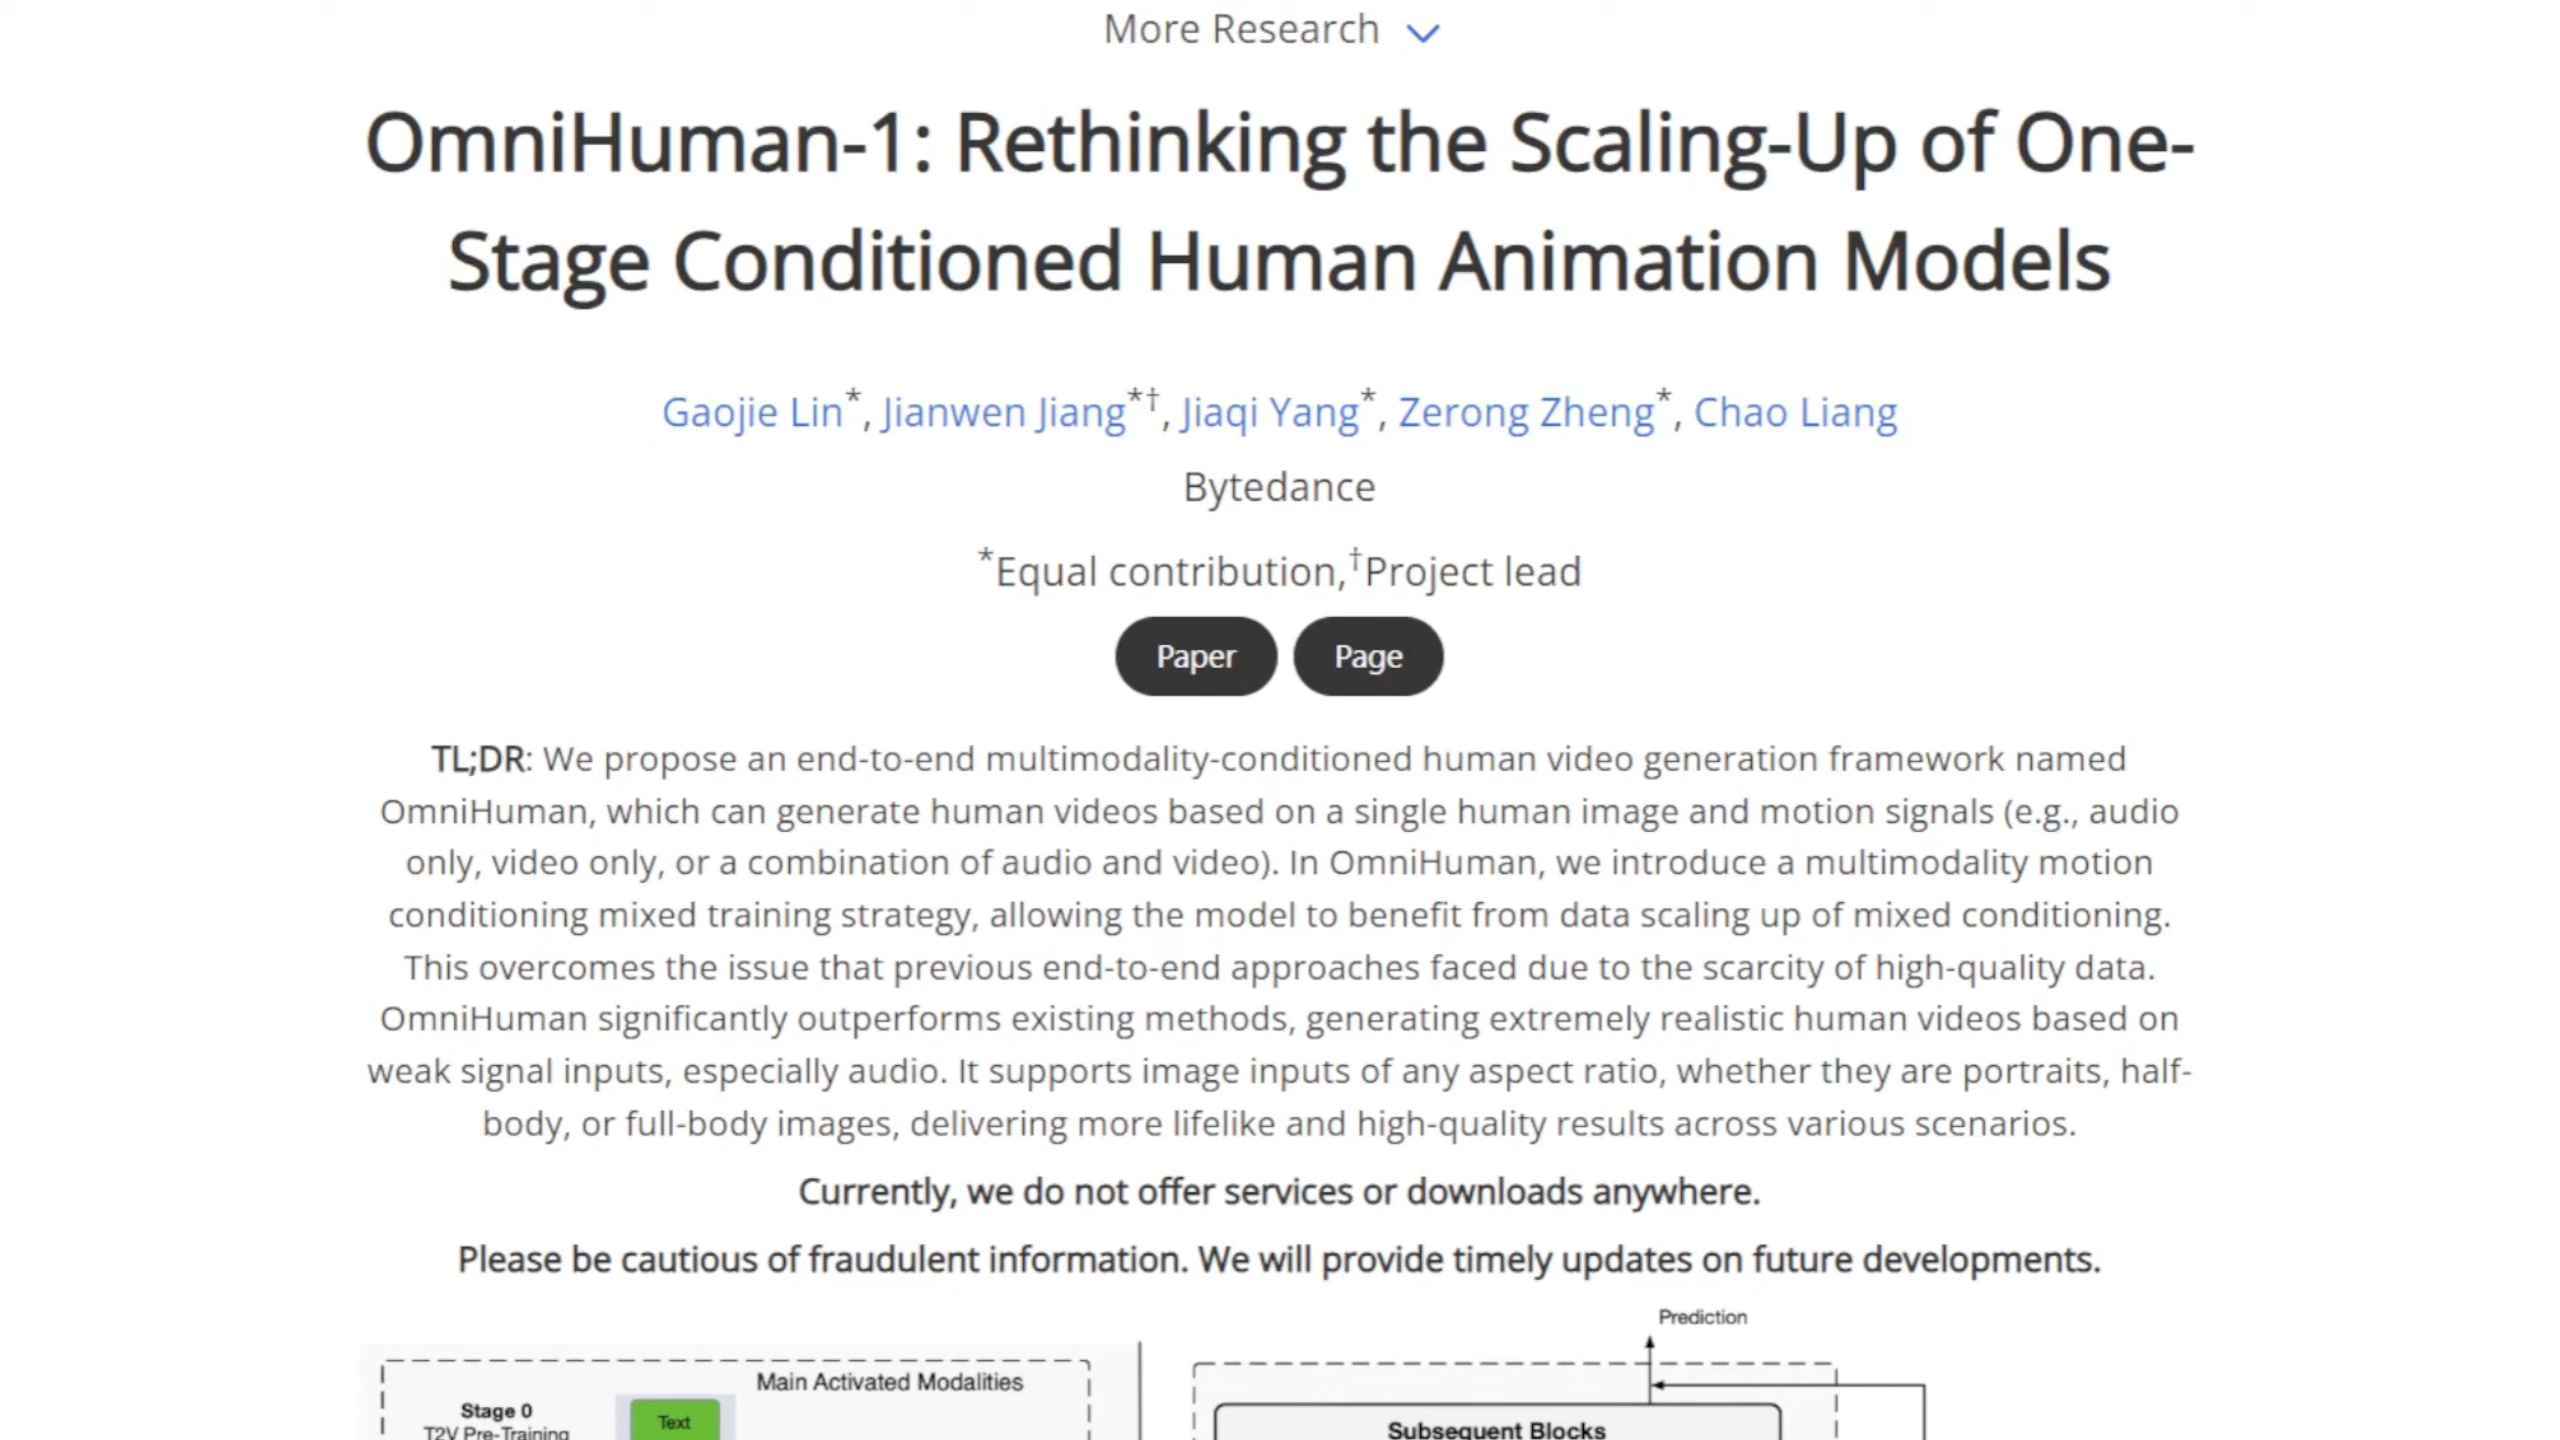 More Research
OmniHuman-1: Rethinking the Scaling-Up of One-
Stage Conditioned Human Animation Models
Gaojie Lin*, Jianwen Jiang*†, Jiaqi Yang*, Zerong Zheng*, Chao Liang
Bytedance
*Equal contribution,†Project lead
Paper Page
TL;DR: We propose an end-to-end multimodality-conditioned human video generation framework named
OmniHuman, which can generate human videos based on a single human image and motion signals (e.g., audio
only, video only, or a combination of audio and video). In OmniHuman, we introduce a multimodality motion
conditioning mixed training strategy, allowing the model to benefit from data scaling up of mixed conditioning.
This overcomes the issue that previous end-to-end approaches faced due to the scarcity of high-quality data.
OmniHuman significantly outperforms existing methods, generating extremely realistic human videos based on
weak signal inputs, especially audio. It supports image inputs of any aspect ratio, whether they are portraits, half-
body, or full-body images, delivering more lifelike and high-quality results across various scenarios.
Currently, we do not offer services or downloads anywhere.
Please be cautious of fraudulent information. We will provide timely updates on future developments.
Prediction
Main Activated Modalities
Stage 0
Text
T2V Pre-Training
Subsequent Blocks